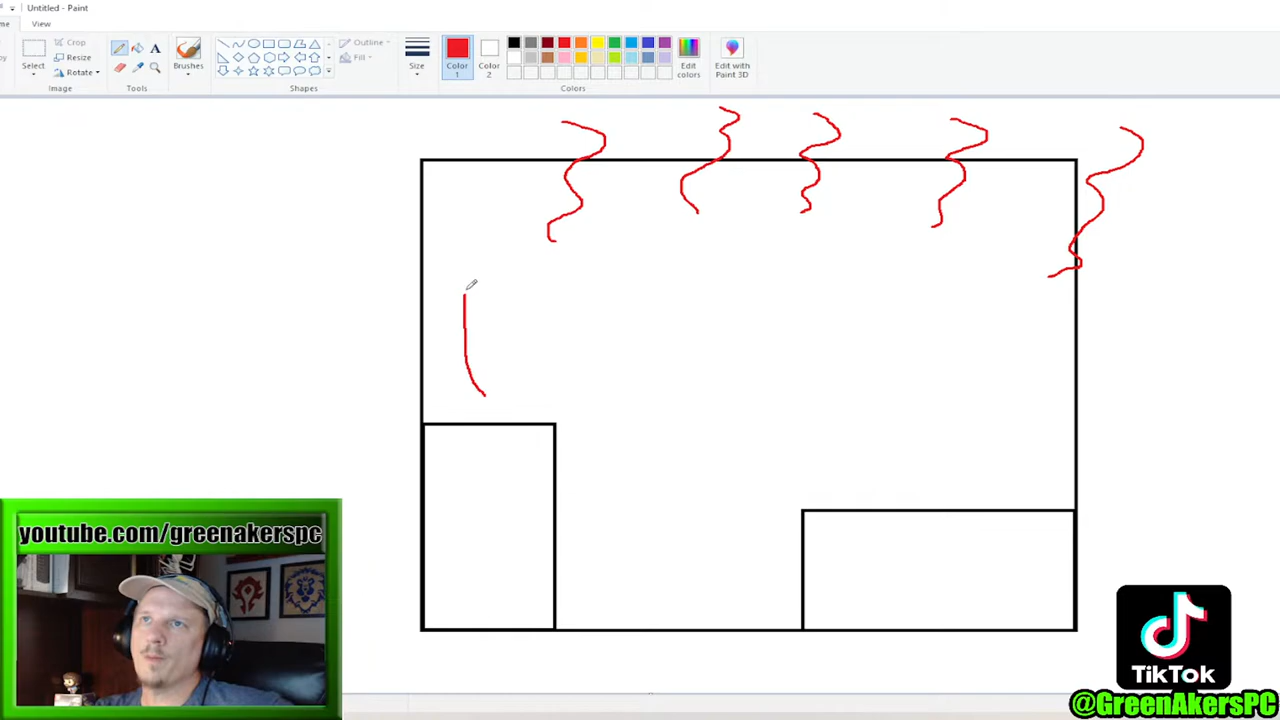 Untitled - Paint
me
View
Crop
Resize
Rotate
Select
Brushes
Outline
Fill
Size
Color 1
Color 2
Edit colors
Edit with Paint 3D
Image
Tools
Shapes
Colors
youtube.com/greenakerspc
TikTok
@GreenAkersPC